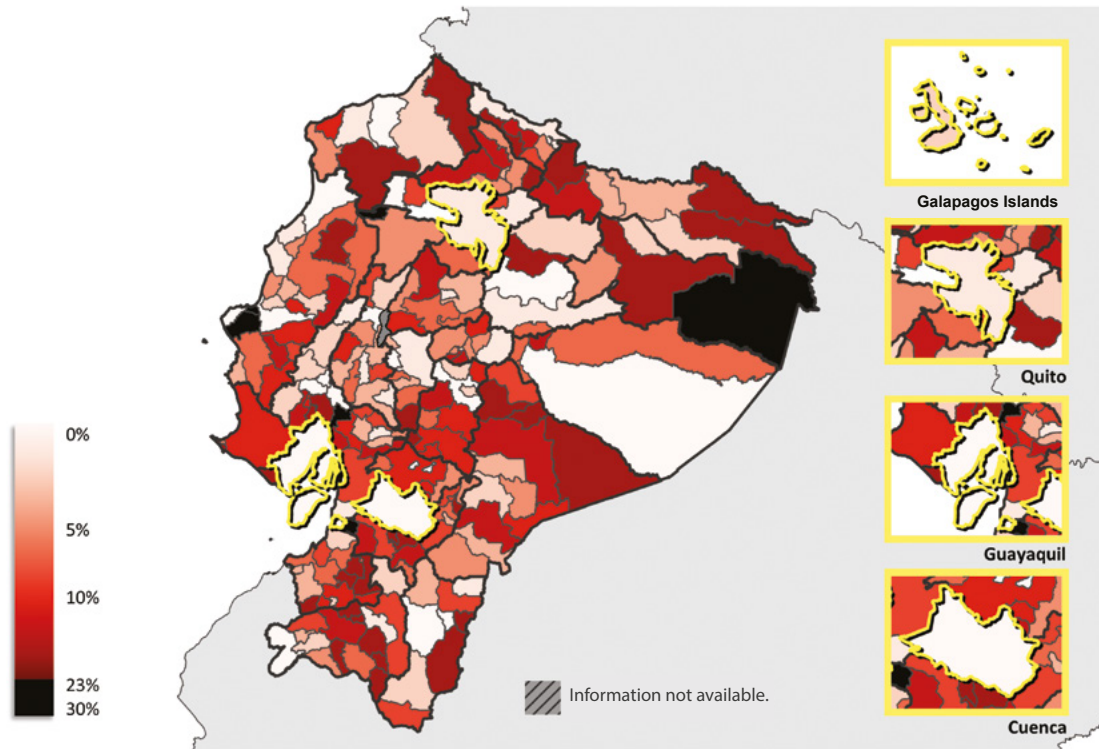 Galapagos Islands
Quito
Guayaquil
Cuenca
0%
5%
10%
23%
30%
Information not available.